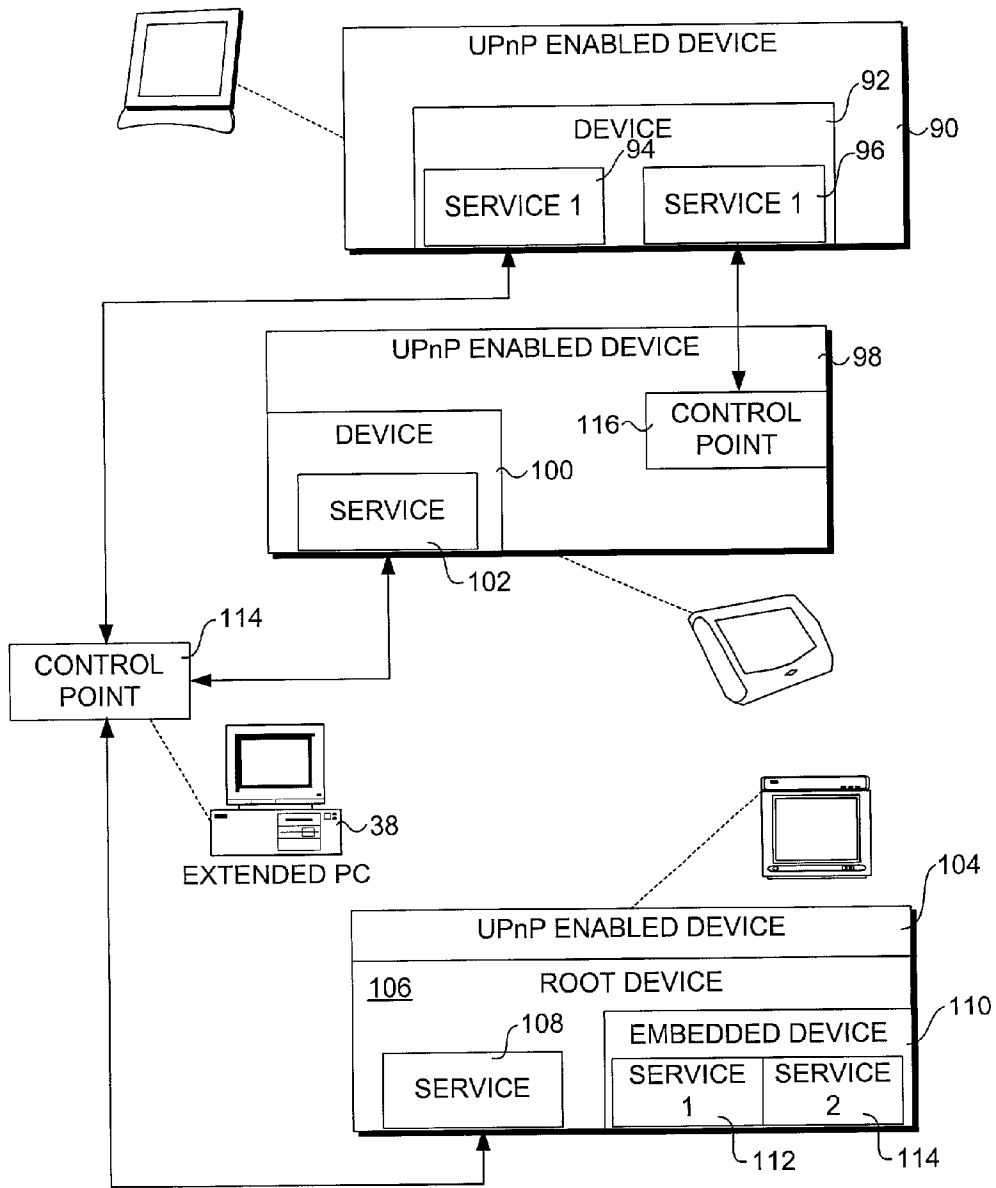 UPnP ENABLED DEVICE
92
DEVICE
90
94
96
SERVICE 1
SERVICE 1
UPnP ENABLED DEVICE
98
116
CONTROL
POINT
DEVICE
100
SERVICE
102
114
CONTROL
POINT
38
EXTENDED PC
104
UPnP ENABLED DEVICE
106
ROOT DEVICE
108
110
EMBEDDED DEVICE
SERVICE
SERVICE
1
SERVICE
2
112
114